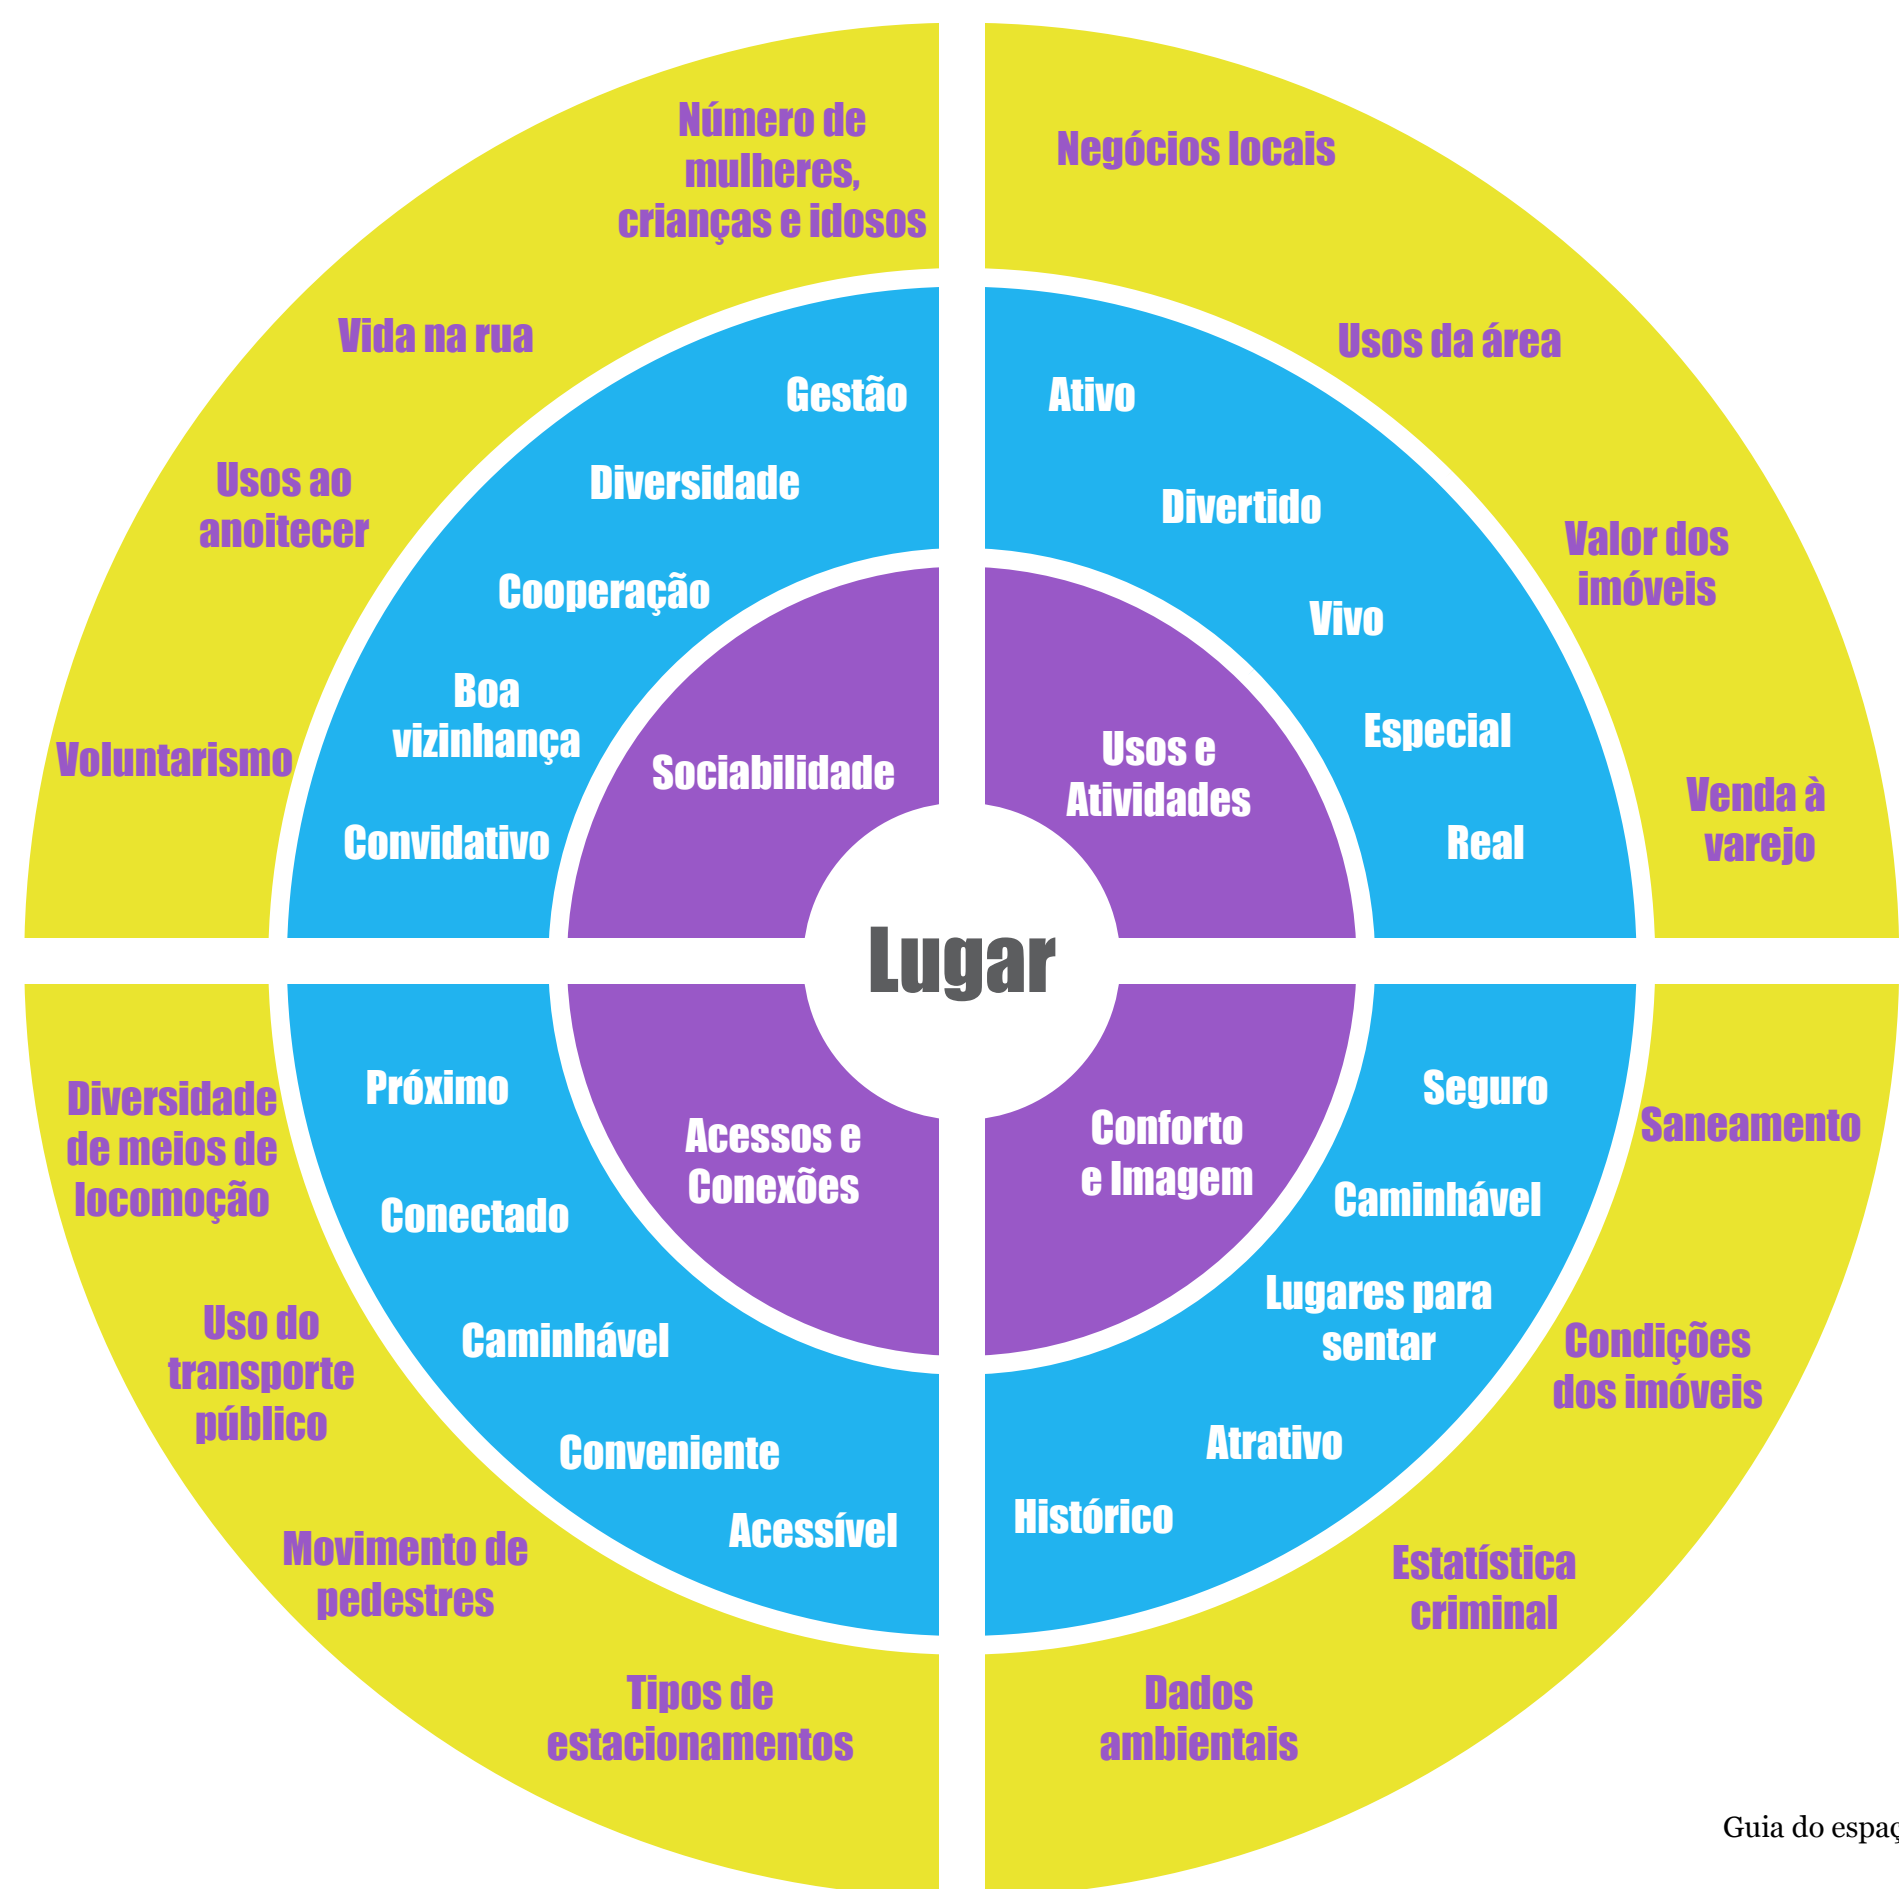 Número de
mulheres,
crianças e idosos
Vida na rua
Usos ao
anoitecer
Voluntarismo
Gestão
Diversidade
Cooperação
Boa
vizinhança
Convidativo
Sociabilidade
Negócios locais
Usos da área
Valor dos
imóveis
Venda à
varejo
Ativo
Divertido
Vivo
Especial
Real
Usos e
Atividades
Lugar
Diversidade
de meios de
locomoção
Uso do
transporte
público
Movimento de
pedestres
Tipos de
estacionamentos
Próximo
Conectado
Caminhável
Conveniente
Acessível
Acessos e
Conexões
Conforto
e Imagem
Seguro
Caminhável
Lugares para
sentar
Atrativo
Histórico
Saneamento
Condições
dos imóveis
Estatística
criminal
Dados
ambientais
Guia do espaç